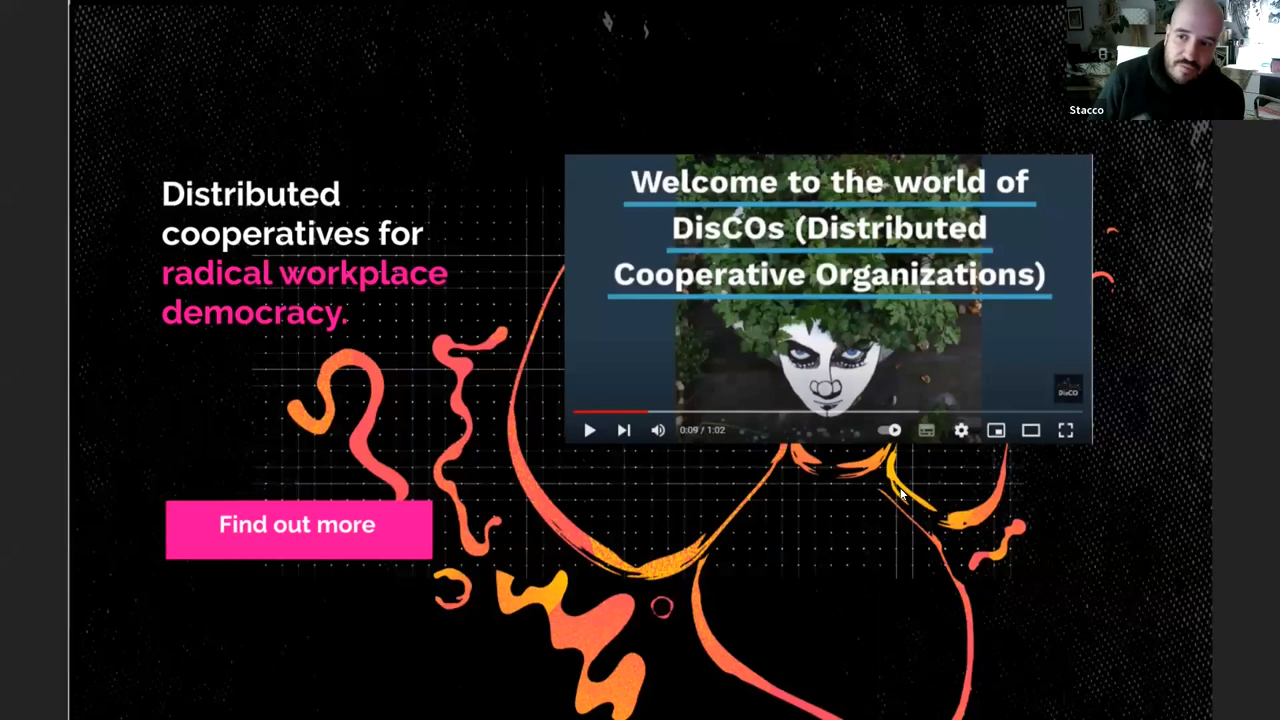 Stacco
Distributed
cooperatives for
radical workplace
democracy.
Welcome to the world of
DisCOs (Distributed
Cooperative Organizations)
DisCO
0:09 / 1:02
Find out more